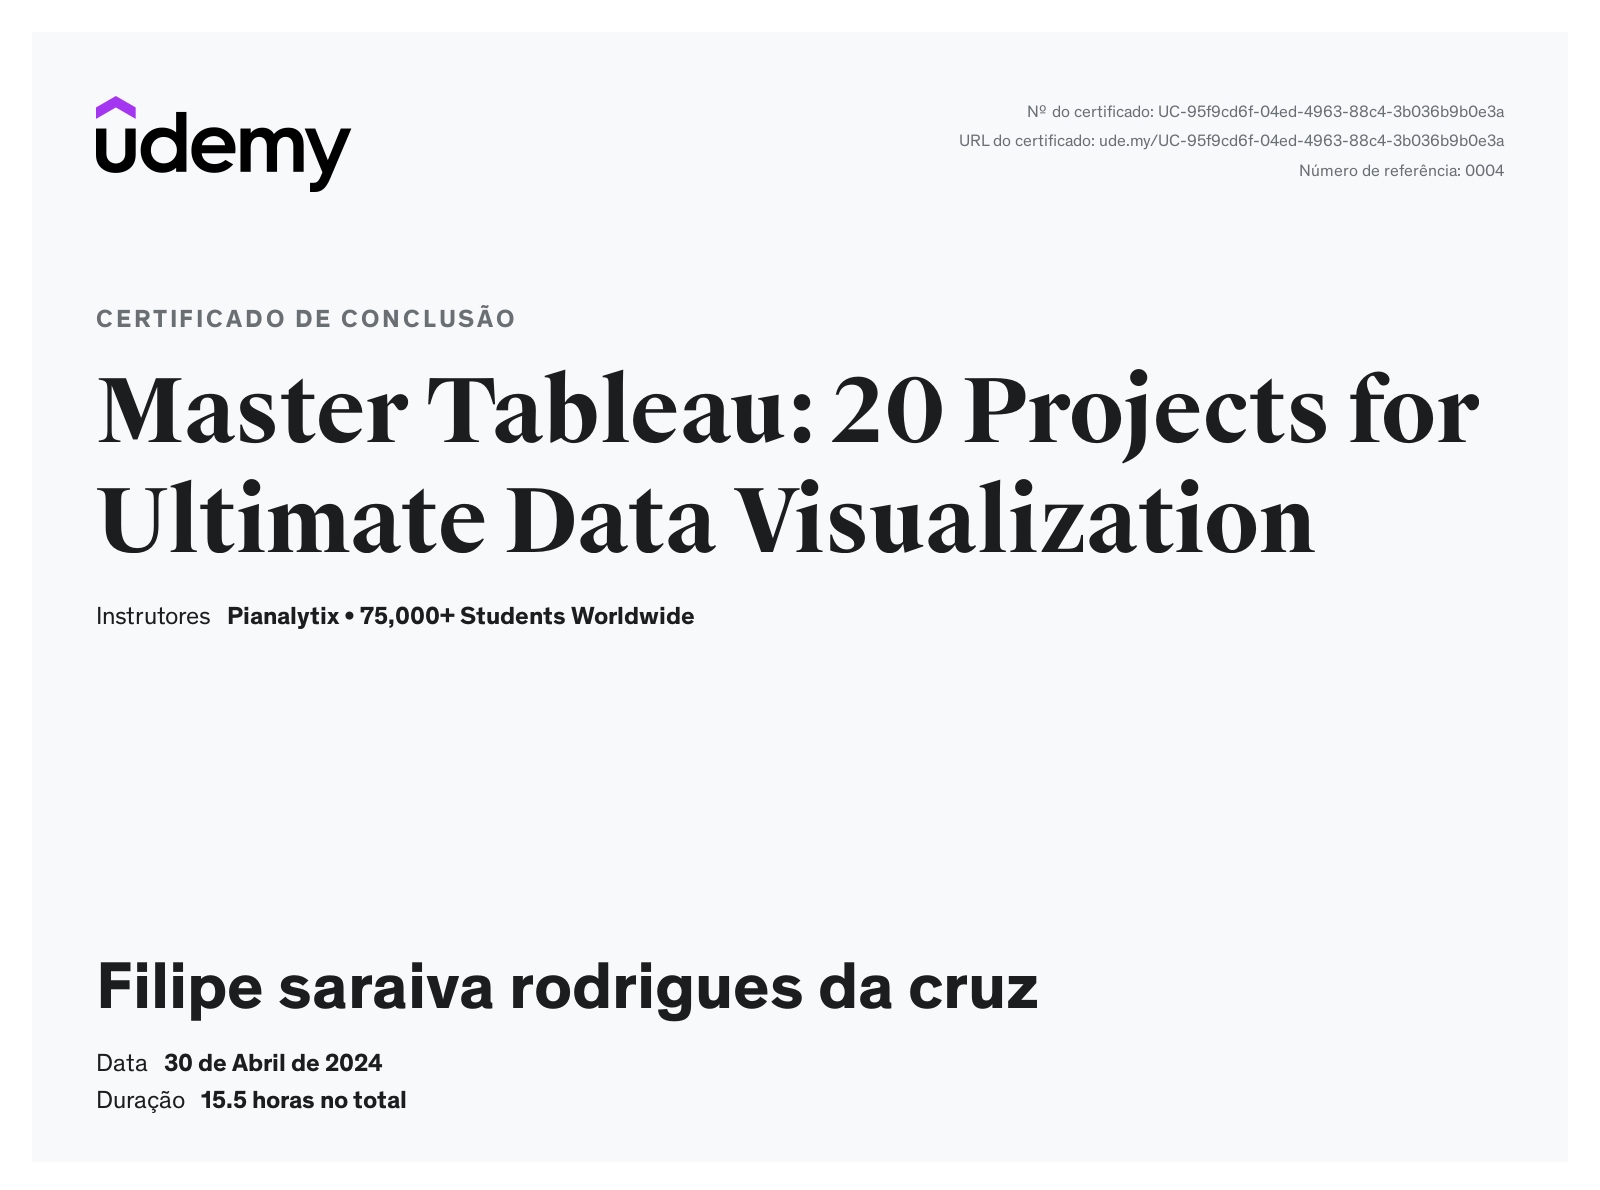 udemy
Nº do certificado: UC-95f9cd6f-04ed-4963-88c4-3b036b9b0e3a
URL do certificado: ude.my/UC-95f9cd6f-04ed-4963-88c4-3b036b9b0e3a
Número de referência: 0004
CERTIFICADO DE CONCLUSÃO
Master Tableau: 20 Projects for
Ultimate Data Visualization
Instrutores Pianalytix • 75,000+ Students Worldwide
Filipe saraiva rodrigues da cruz
Data 30 de Abril de 2024
Duração 15.5 horas no total